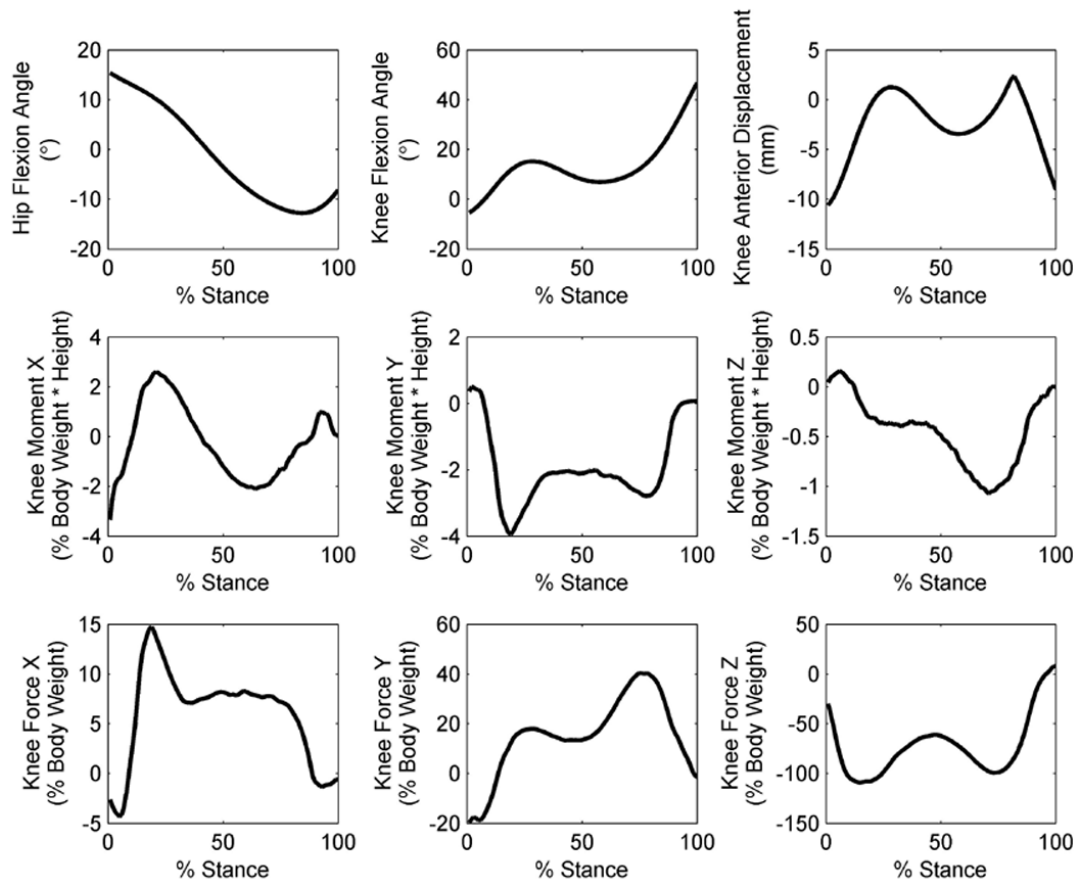 Hip Flexion Angle
(°)
20
10
0
-10
-20
0 50 100
% Stance
Knee Flexion Angle
(°)
60
40
20
0
-20
0 50 100
% Stance
Knee Anterior Displacement
(mm)
5
0
-5
-10
-15
0 50 100
% Stance
Knee Moment X
(% Body Weight * Height)
4
2
0
-2
-4
0 50 100
% Stance
Knee Moment Y
(% Body Weight * Height)
2
0
-2
-4
0 50 100
% Stance
Knee Moment Z
(% Body Weight * Height)
0.5
0
-0.5
-1
-1.5
0 50 100
% Stance
Knee Force X
(% Body Weight)
15
10
5
0
-5
0 50 100
% Stance
Knee Force Y
(% Body Weight)
60
40
20
0
-20
0 50 100
% Stance
Knee Force Z
(% Body Weight)
50
0
-50
-100
-150
0 50 100
% Stance